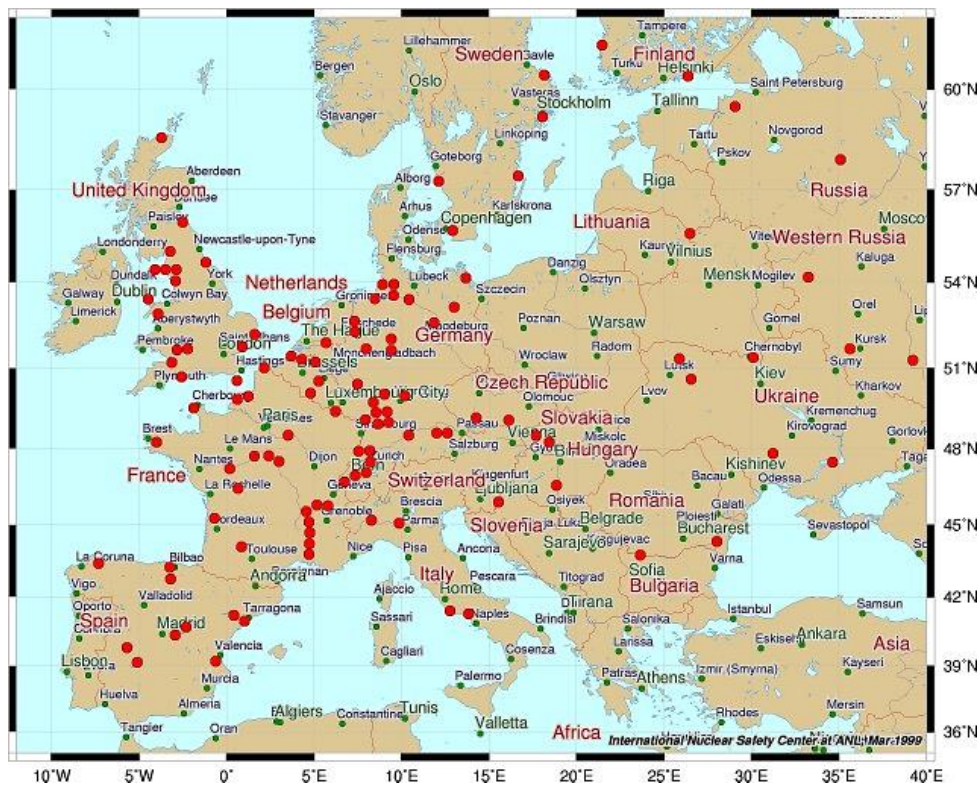 Tampere
Lillehammer
Sweden
Gavle
Finland
Bergen
Turku
Helsinki
Oslo
Saint Petersburg
60°N
Vasteras
Stockholm
Tallinn
Stavanger
Linkoping
Tartu
Novgorod
Pskov
Goteborg
Aberdeen
Riga
Alborg
United Kingdom
57°N
Russia
Arhus
Karlskrona
Paisley
Copenhagen
Lithuania
Odense
Moscow
Londonderry
Newcastle-upon-Tyne
Vilnius
Western Russia
Flensburg
Kaluga
Danzig
Dundalk
York
Netherlands
Lubeck
Olsztyn
Mensk
Mogilev
54°N
Dublin
Colwyn Bay
Szczecin
Galway
Belgium
Orel
Limerick
Aberystwyth
Poznan
Warsaw
Gomel
The Hague
Germany
Pembroke
London
Radom
Chernobyl
Kursk
Wroclaw
Hastings
Sumy
51°N
Plymouth
Lutsk
Kiev
Czech Republic
Kharkov
Lvov
Ukraine
Olomouc
Paris
Kremenchug
Brest
Slovakia
Le Mans
Passau
Vienna
Kirovograd
Miskolc
48°N
Salzburg
Hungary
Nantes
Dijon
Bern
Kishinev
France
Oradea
Switzerland
Odessa
La Rochelle
Geneva
Bacau
Ljubljana
Brescia
Osiyek
Romania
Galati
Grenoble
Ploiesti
Slovenia
Belgrade
Bucharest
45°N
Parma
Sevastopol
Sarajevo
Toulouse
La Coruna
Bilbao
Nice
Pisa
Ancona
Varna
Sofia
Vigo
Andorra
Italy
Pescara
Titograd
Bulgaria
Valladolid
Ajaccio
Rome
Oporto
Tarragona
Tirana
42°N
Istanbul
Samsun
Spain
Madrid
Sassari
Naples
Brindisi
Salonika
Ankara
Asia
Larissa
Lisbon
Valencia
Cagliari
Cosenza
Izmir (Smyrna)
Kayseri
39°N
Murcia
Palermo
Patras
Athens
Huelva
Almeria
Algiers
Tunis
Mersin
Tangier
Oran
Constantine
Valletta
Rhodes
Africa
36°N
International Nuclear Safety Center at ANL, Mar 1999
10°W
5°W
0°
5°E
10°E
15°E
20°E
25°E
30°E
35°E
40°E